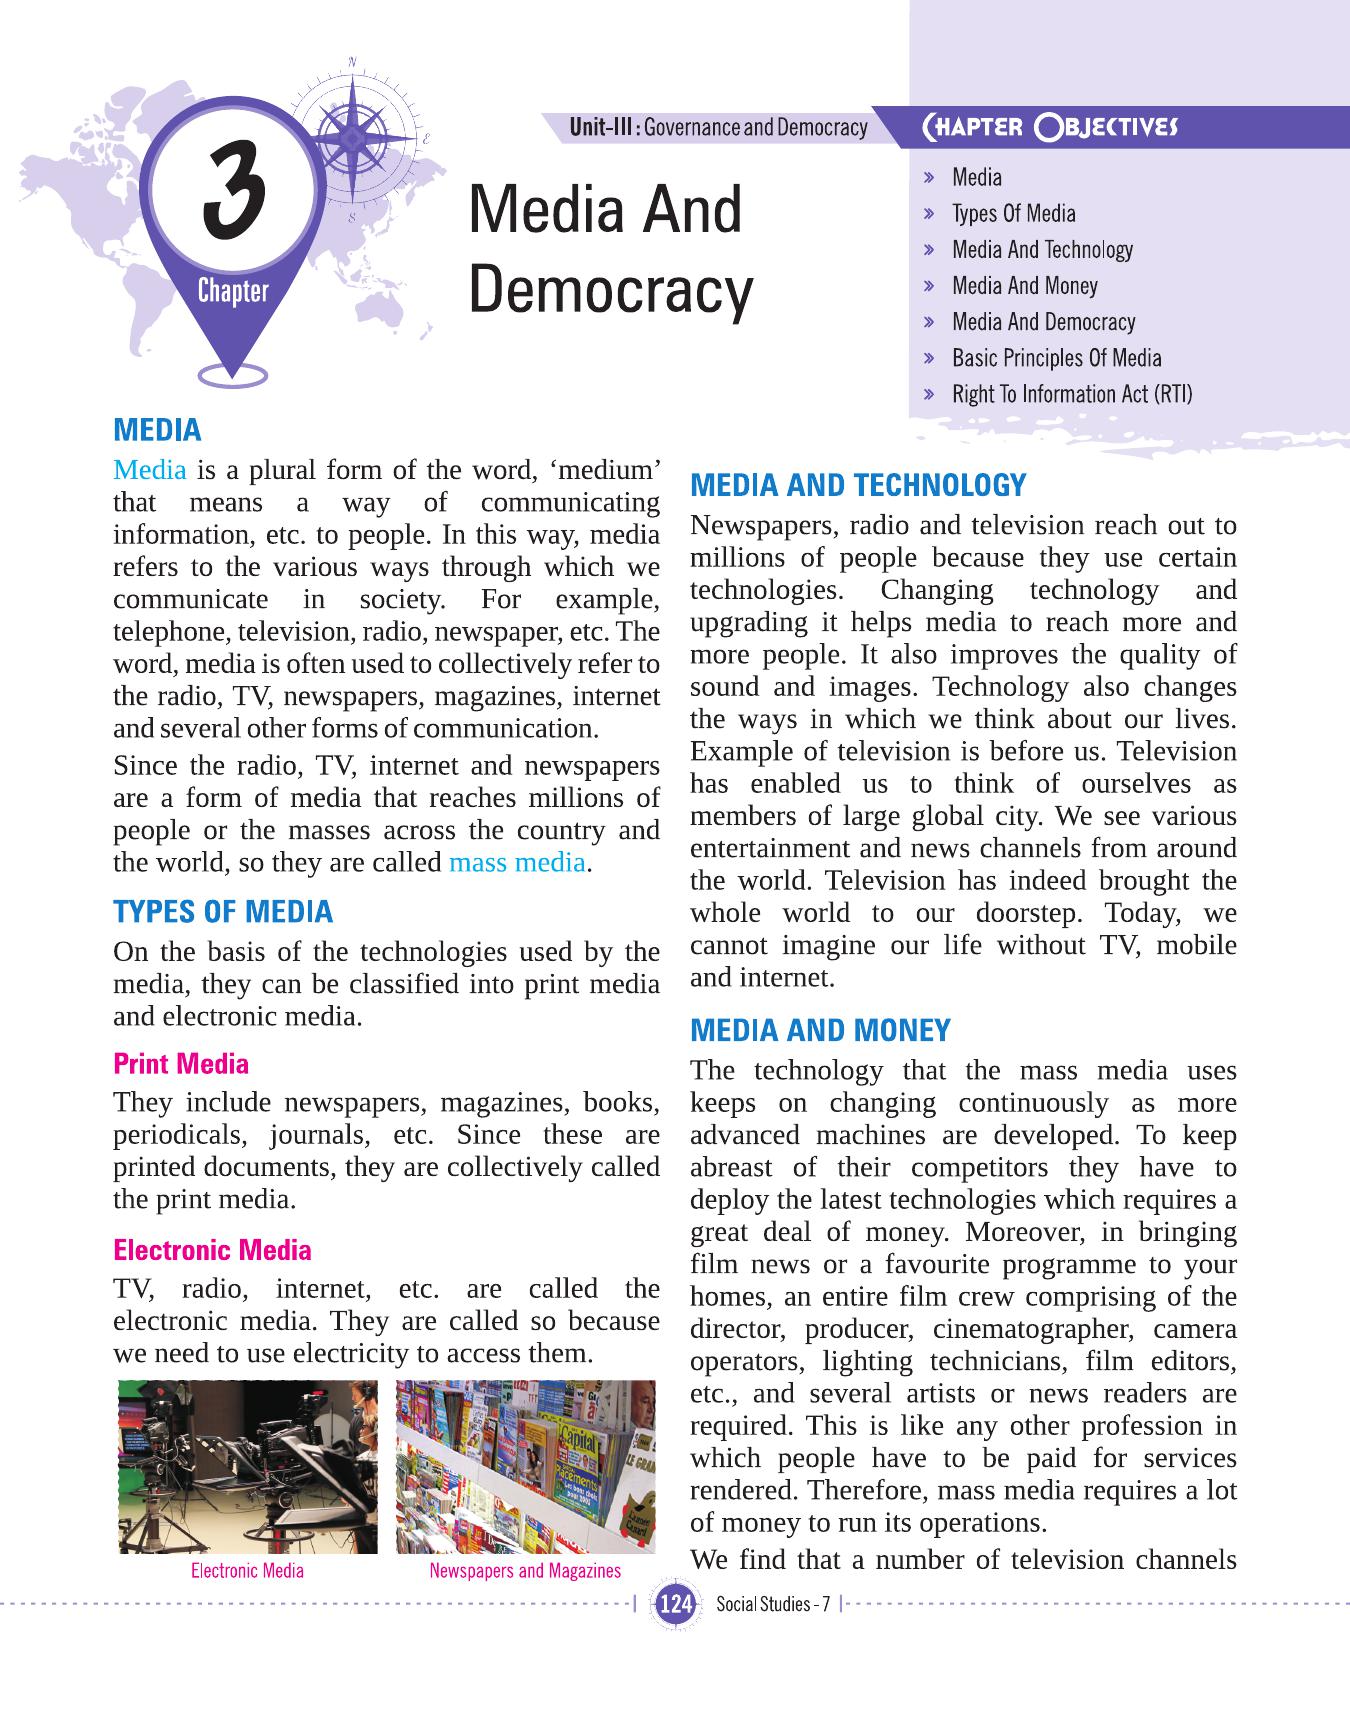 N
E
S
3
Chapter
Unit-III : Governance and Democracy
Media And
Democracy
CHAPTER OBJECTIVES
» Media
» Types Of Media
» Media And Technology
» Media And Money
» Media And Democracy
» Basic Principles Of Media
» Right To Information Act (RTI)
MEDIA
Media is a plural form of the word, ‘medium’
that means a way of communicating
information, etc. to people. In this way, media
refers to the various ways through which we
communicate in society. For example,
telephone, television, radio, newspaper, etc. The
word, media is often used to collectively refer to
the radio, TV, newspapers, magazines, internet
and several other forms of communication.
Since the radio, TV, internet and newspapers
are a form of media that reaches millions of
people or the masses across the country and
the world, so they are called mass media.
TYPES OF MEDIA
On the basis of the technologies used by the
media, they can be classified into print media
and electronic media.
Print Media
They include newspapers, magazines, books,
periodicals, journals, etc. Since these are
printed documents, they are collectively called
the print media.
Electronic Media
TV, radio, internet, etc. are called the
electronic media. They are called so because
we need to use electricity to access them.
Capital
Placements
Electronic Media
Newspapers and Magazines
MEDIA AND TECHNOLOGY
Newspapers, radio and television reach out to
millions of people because they use certain
technologies. Changing technology and
upgrading it helps media to reach more and
more people. It also improves the quality of
sound and images. Technology also changes
the ways in which we think about our lives.
Example of television is before us. Television
has enabled us to think of ourselves as
members of large global city. We see various
entertainment and news channels from around
the world. Television has indeed brought the
whole world to our doorstep. Today, we
cannot imagine our life without TV, mobile
and internet.
MEDIA AND MONEY
The technology that the mass media uses
keeps on changing continuously as more
advanced machines are developed. To keep
abreast of their competitors they have to
deploy the latest technologies which requires a
great deal of money. Moreover, in bringing
film news or a favourite programme to your
homes, an entire film crew comprising of the
director, producer, cinematographer, camera
operators, lighting technicians, film editors,
etc., and several artists or news readers are
required. This is like any other profession in
which people have to be paid for services
rendered. Therefore, mass media requires a lot
of money to run its operations.
We find that a number of television channels
124
Social Studies - 7